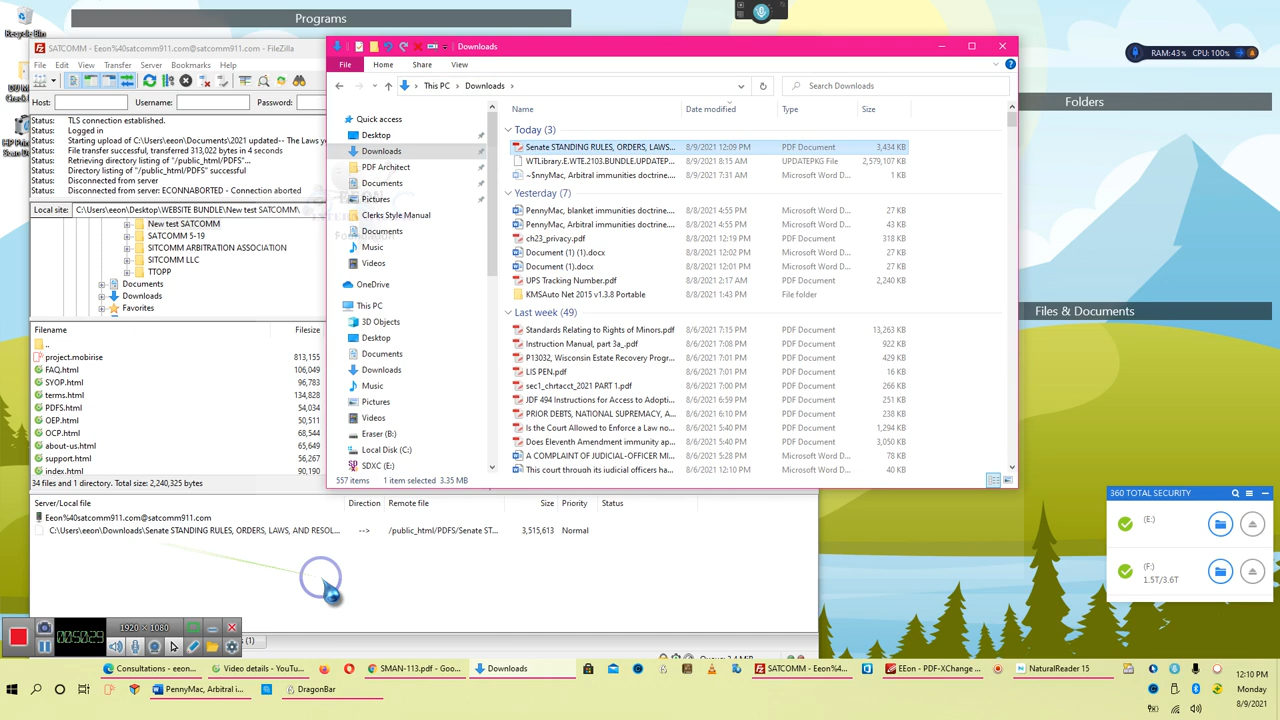 Programs
Recycle Bin
SATCOMM - Eeon%40satcomm911.com@satcomm911.com - FileZilla
File Edit View Transfer Server Bookmarks Help
Host: Username: Password:
Status: TLS connection established.
Status: Logged in
Status: Starting upload of C:\Users\eeon\Documents\2021 update-- The Laws y
Status: File transfer successful, transferred 313,022 bytes in 4 seconds
Status: Retrieving directory listing of "/public_html/PDFS"...
Status: Directory listing of "/public_html/PDFS" successful
Status: Disconnected from server
Status: Disconnected from server: ECONNABORTED - Connection aborted
Local site: C:\Users\eeon\Desktop\WEBSITE BUNDLE\New test SATCOMM\
New test SATCOMM
SATCOMM 5-19
SITCOMM ARBITRATION ASSOCIATION
SITCOMM LLC
TTOPP
Documents
Downloads
Favorites
Filename Filesize
..
project.mobirise 813,155
FAQ.html 106,049
SYOP.html 96,783
terms.html 134,828
PDFS.html 54,034
OEP.html 50,511
OCP.html 68,544
about-us.html 65,649
support.html 56,267
index.html 90,190
34 files and 1 directory. Total size: 2,240,325 bytes
Server/Local file Direction Remote file Size Priority Status
Eeon%40satcomm911.com@satcomm911.com
C:\Users\eeon\Downloads\Senate STANDING RULES, ORDERS, LAWS, AND RESOL... --> /public_html/PDFS/Senate ST... 3,515,613 Normal
Downloads
File Home Share View
This PC > Downloads >
Search Downloads
Quick access
Desktop
Downloads
PDF Architect
Documents
Pictures
Clerks Style Manual
Documents
Music
Videos
OneDrive
This PC
3D Objects
Desktop
Documents
Downloads
Music
Pictures
Videos
Eraser (B:)
Local Disk (C:)
SDXC (E:)
Name Date modified Type Size
Today (3)
Senate STANDING RULES, ORDERS, LAWS... 8/9/2021 12:09 PM PDF Document 3,434 KB
WTLibrary.E.WTE.2103.BUNDLE.UPDATEP... 8/9/2021 8:15 AM UPDATEPKG File 2,579,107 KB
~$nnyMac, Arbitral immunities doctrine.... 8/9/2021 7:31 AM Microsoft Word D... 1 KB
Yesterday (7)
PennyMac, blanket immunities doctrine.... 8/8/2021 4:55 PM Microsoft Word D... 27 KB
PennyMac, Arbitral immunities doctrine.... 8/8/2021 4:55 PM Microsoft Word D... 43 KB
ch23_privacy.pdf 8/8/2021 12:19 PM PDF Document 318 KB
Document (1) (1).docx 8/8/2021 12:02 PM Microsoft Word D... 27 KB
Document (1).docx 8/8/2021 12:01 PM Microsoft Word D... 27 KB
UPS Tracking Number.pdf 8/8/2021 2:17 AM PDF Document 2,240 KB
KMSAuto Net 2015 v1.3.8 Portable 8/8/2021 1:43 PM File folder
Last week (49)
Standards Relating to Rights of Minors.pdf 8/6/2021 7:15 PM PDF Document 13,263 KB
Instruction Manual, part 3a_.pdf 8/6/2021 7:08 PM PDF Document 922 KB
P13032, Wisconsin Estate Recovery Progr... 8/6/2021 7:01 PM PDF Document 429 KB
LIS PEN.pdf 8/6/2021 7:01 PM PDF Document 16 KB
sec1_chrtacct_2021 PART 1.pdf 8/6/2021 7:00 PM PDF Document 266 KB
JDF 494 Instructions for Access to Adopti... 8/6/2021 6:59 PM PDF Document 251 KB
PRIOR DEBTS, NATIONAL SUPREMACY, A... 8/6/2021 6:59 PM PDF Document 238 KB
Is the Court Allowed to Enforce a Law no... 8/6/2021 5:40 PM PDF Document 1,294 KB
Does Eleventh Amendment immunity ap... 8/6/2021 5:40 PM PDF Document 3,050 KB
A COMPLAINT OF JUDICIAL-OFFICER MI... 8/6/2021 5:28 PM Microsoft Word D... 78 KB
This court through its judicial officers ha... 8/6/2021 12:10 PM Microsoft Word D... 40 KB
557 items 1 item selected 3.35 MB
RAM: 43% CPU: 100%
Folders
Files & Documents
360 TOTAL SECURITY
(E:)
(F:)
1.5T/3.6T
1920 × 1080
Consultations - eeon...
Video details - YouTu...
SMAN-113.pdf - Goo...
Downloads
SATCOMM - Eeon%4...
EEon - PDF-XChange ...
NaturalReader 15
PennyMac, Arbitral i...
DragonBar
12:10 PM
Monday
8/9/2021